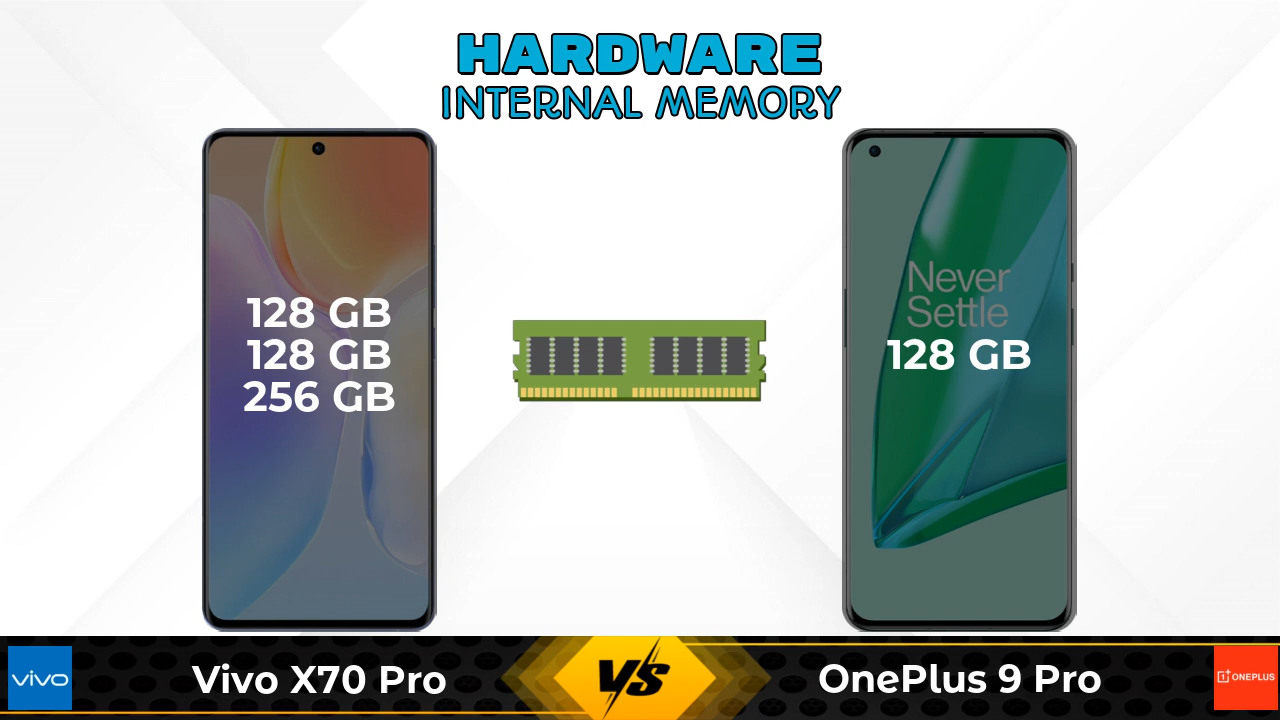 HARDWARE
INTERNAL MEMORY
128 GB
128 GB
256 GB
Never
Settle
128 GB
vivo
Vivo X70 Pro
VS
OnePlus 9 Pro
1+ ONEPLUS